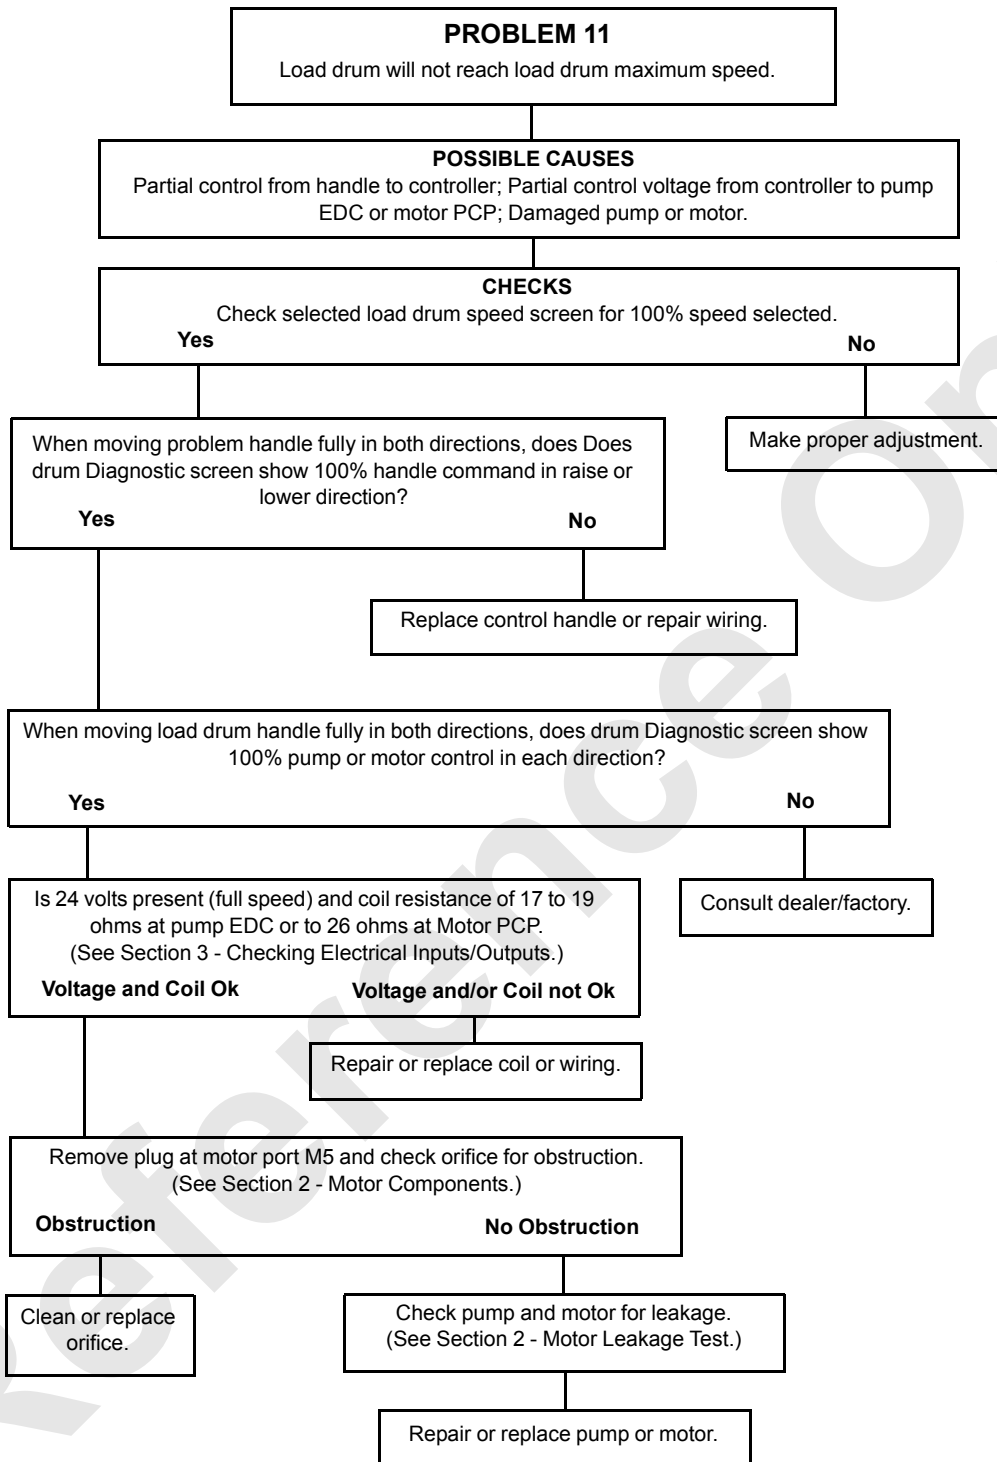 PROBLEM 11
Load drum will not reach load drum maximum speed.
POSSIBLE CAUSES
Partial control from handle to controller; Partial control voltage from controller to pump
EDC or motor PCP; Damaged pump or motor.
CHECKS
Check selected load drum speed screen for 100% speed selected.
Yes
No
When moving problem handle fully in both directions, does Does
drum Diagnostic screen show 100% handle command in raise or
lower direction?
Yes
No
Make proper adjustment.
Replace control handle or repair wiring.
When moving load drum handle fully in both directions, does drum Diagnostic screen show
100% pump or motor control in each direction?
Yes
No
Is 24 volts present (full speed) and coil resistance of 17 to 19
ohms at pump EDC or to 26 ohms at Motor PCP.
(See Section 3 - Checking Electrical Inputs/Outputs.)
Voltage and Coil Ok
Voltage and/or Coil not Ok
Consult dealer/factory.
Repair or replace coil or wiring.
Remove plug at motor port M5 and check orifice for obstruction.
(See Section 2 - Motor Components.)
Obstruction
No Obstruction
Clean or replace
orifice.
Check pump and motor for leakage.
(See Section 2 - Motor Leakage Test.)
Repair or replace pump or motor.
Reference On